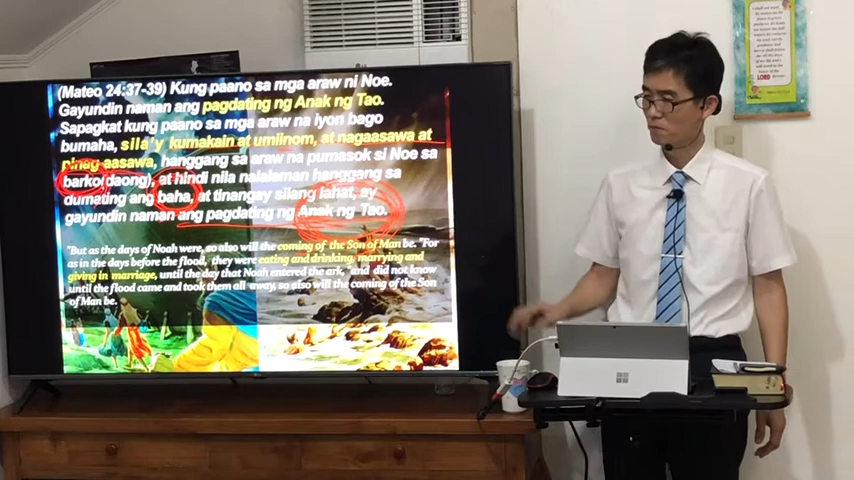 (Mateo 24:37-39) Kung paano sa mga araw ni Noe.
Gayundin naman ang pagdating ng Anak ng Tao.
Sapagkat kung paano sa mga araw na iyon bago
bumaha, sila'y kumakain at umiinom, at nagaasawa at
pinag-aasawa, hanggang sa araw na pumasok si Noe sa
barko(daong), at hindi nila nalalaman hanggang sa
dumating ang baha, at tinangay silang lahat, ay
gayundin naman ang pagdating ng Anak ng Tao.
"But as the days of Noah were, so also will the coming of the Son of Man be. "For
as in the days before the flood, they were eating and drinking, marrying and
giving in marriage, until the day that Noah entered the ark, "and did not know
until the flood came and took them all away, so also will the coming of the Son
of Man be.
LORD